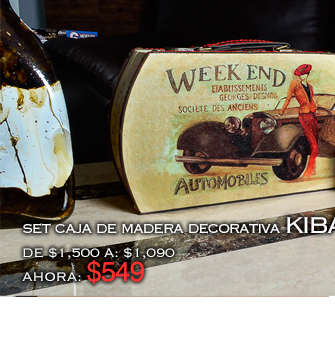 WEEK END
ETABLISSEMENTS
GEORGES
SOCIETE DES ANCIENS
AUTOMOBILES
SET CAJA DE MADERA DECORATIVA KIBA
DE $1,500 A: $1,090
AHORA: $549